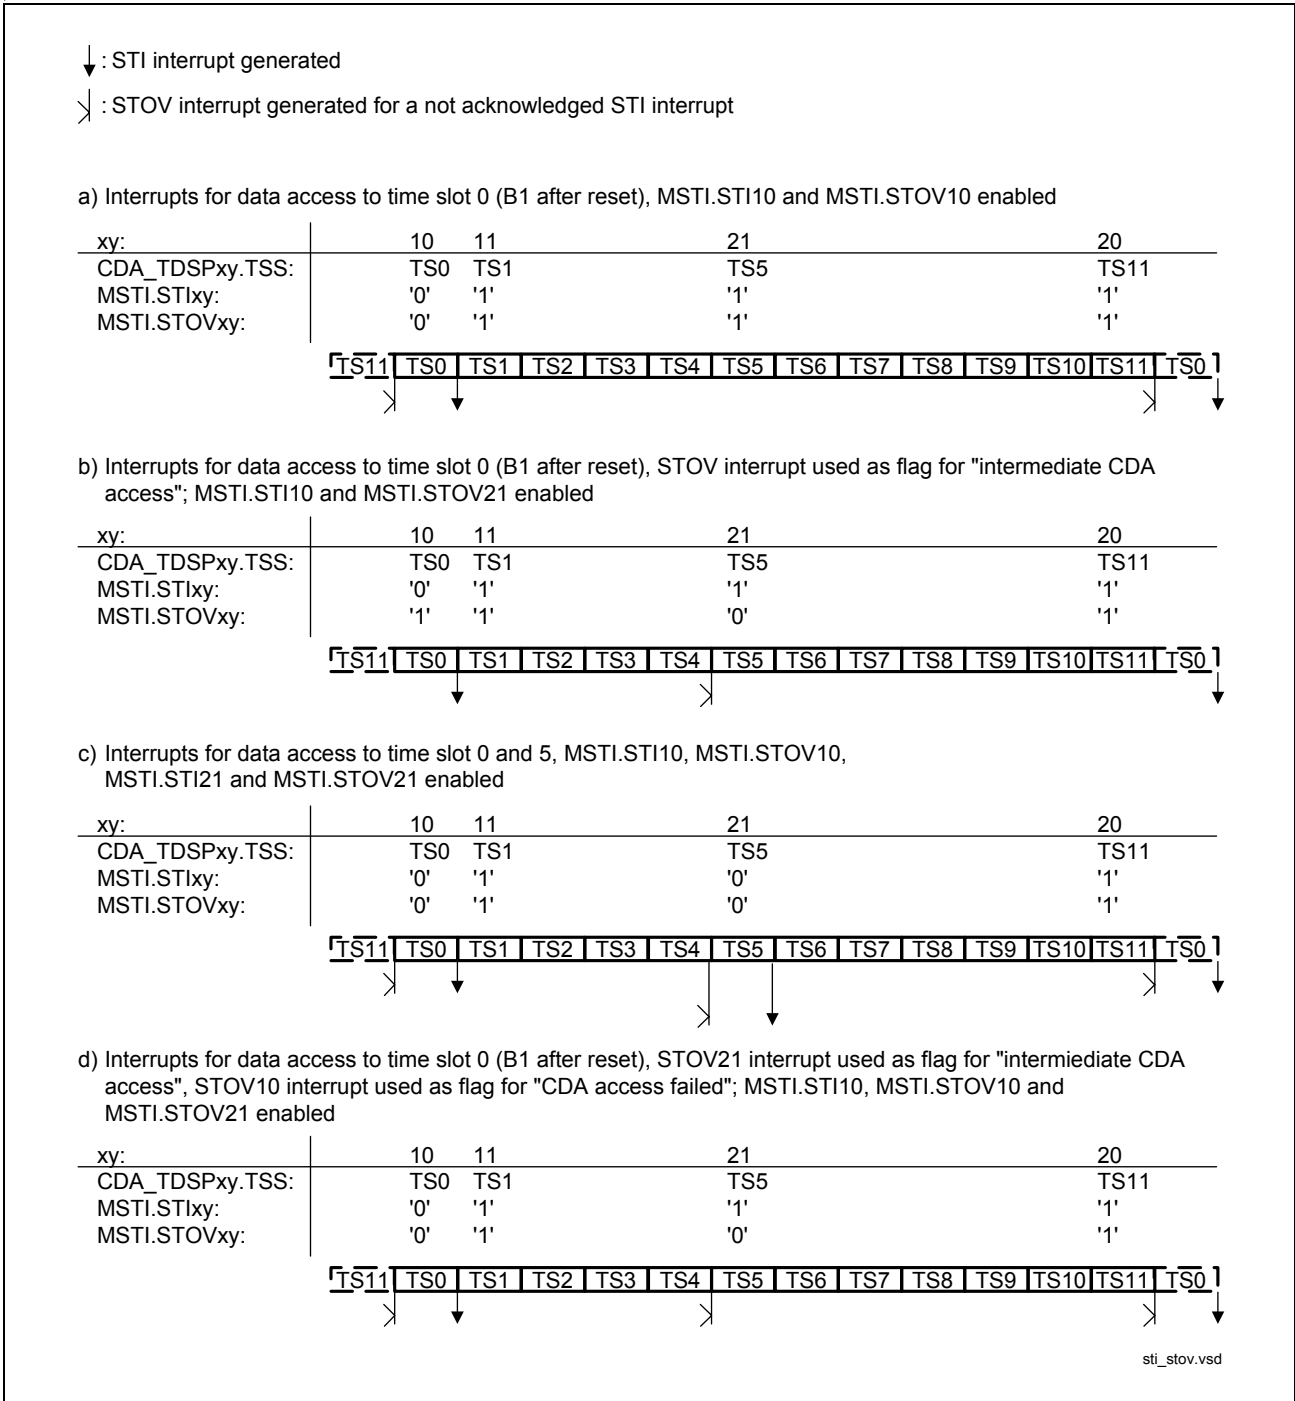 : STI interrupt generated
: STOV interrupt generated for a not acknowledged STI interrupt
a) Interrupts for data access to time slot 0 (B1 after reset), MSTI.STI10 and MSTI.STOV10 enabled
xy: 10 11 21 20
CDA_TDSPxy.TSS: TS0 TS1 TS5 TS11
MSTI.STIxy: '0' '1' '1' '1'
MSTI.STOVxy: '0' '1' '1' '1'
TS11 TS0 TS1 TS2 TS3 TS4 TS5 TS6 TS7 TS8 TS9 TS10 TS11 TS0
b) Interrupts for data access to time slot 0 (B1 after reset), STOV interrupt used as flag for "intermediate CDA
access"; MSTI.STI10 and MSTI.STOV21 enabled
xy: 10 11 21 20
CDA_TDSPxy.TSS: TS0 TS1 TS5 TS11
MSTI.STIxy: '0' '1' '1' '1'
MSTI.STOVxy: '1' '1' '0' '1'
TS11 TS0 TS1 TS2 TS3 TS4 TS5 TS6 TS7 TS8 TS9 TS10 TS11 TS0
c) Interrupts for data access to time slot 0 and 5, MSTI.STI10, MSTI.STOV10,
MSTI.STI21 and MSTI.STOV21 enabled
xy: 10 11 21 20
CDA_TDSPxy.TSS: TS0 TS1 TS5 TS11
MSTI.STIxy: '0' '1' '0' '1'
MSTI.STOVxy: '0' '1' '0' '1'
TS11 TS0 TS1 TS2 TS3 TS4 TS5 TS6 TS7 TS8 TS9 TS10 TS11 TS0
d) Interrupts for data access to time slot 0 (B1 after reset), STOV21 interrupt used as flag for "intermiediate CDA
access", STOV10 interrupt used as flag for "CDA access failed"; MSTI.STI10, MSTI.STOV10 and
MSTI.STOV21 enabled
xy: 10 11 21 20
CDA_TDSPxy.TSS: TS0 TS1 TS5 TS11
MSTI.STIxy: '0' '1' '1' '1'
MSTI.STOVxy: '0' '1' '0' '1'
TS11 TS0 TS1 TS2 TS3 TS4 TS5 TS6 TS7 TS8 TS9 TS10 TS11 TS0
sti_stov.vsd